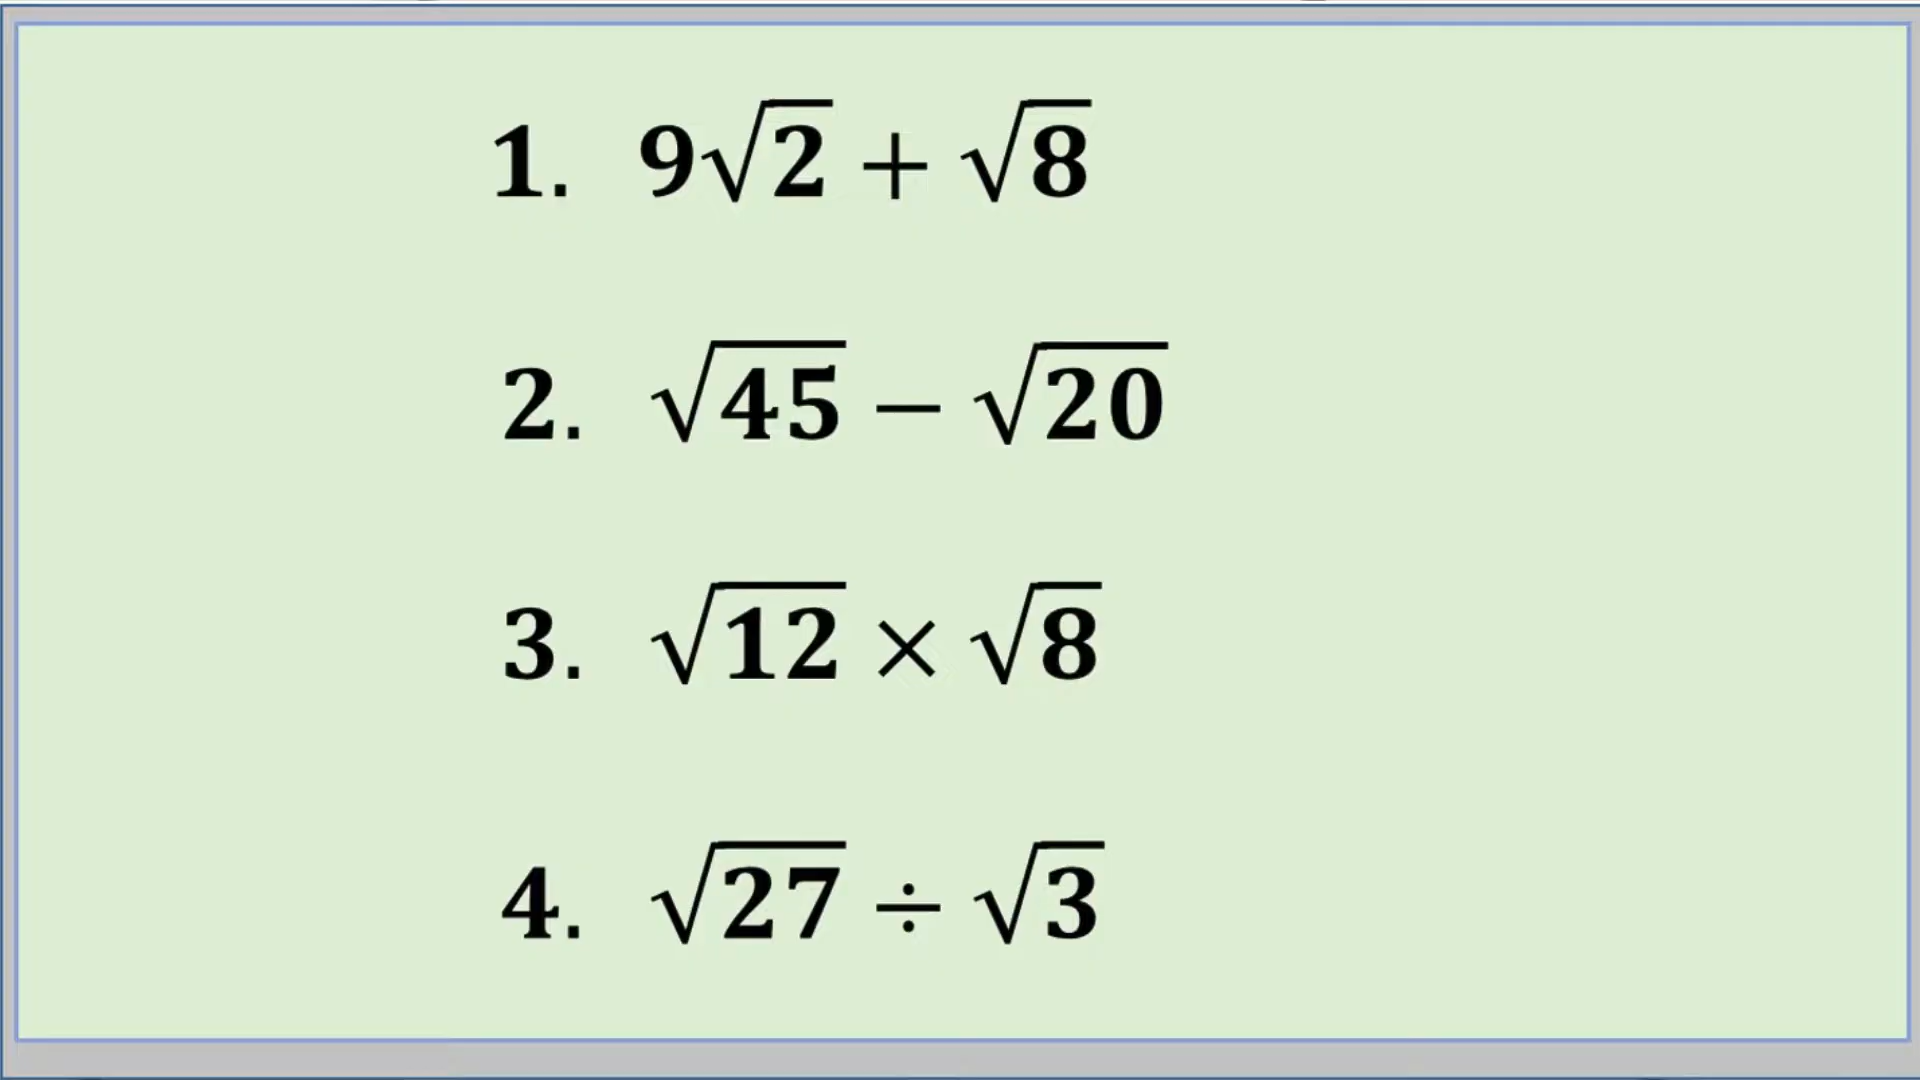 1. 9√2 + √8
2. √45 − √20
3. √12 × √8
4. √27 ÷ √3